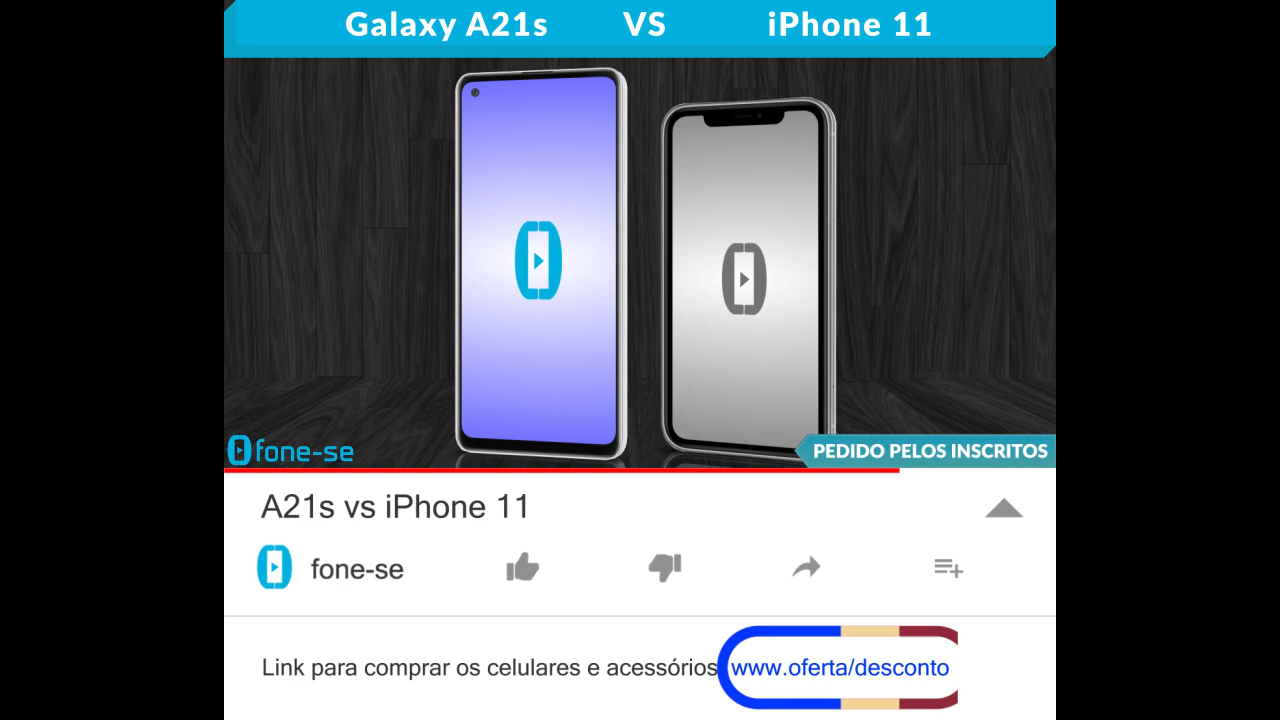 Galaxy A21s VS iPhone 11
fone-se
PEDIDO PELOS INSCRITOS
A21s vs iPhone 11
fone-se
Link para comprar os celulares e acessórios www.oferta/desconto